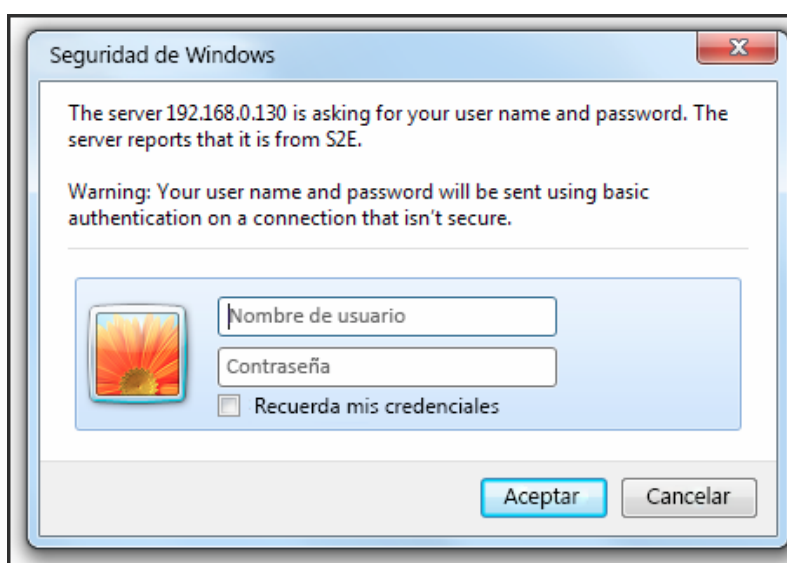 Seguridad de Windows
The server 192.168.0.130 is asking for your user name and password. The
server reports that it is from S2E.
Warning: Your user name and password will be sent using basic
authentication on a connection that isn't secure.
Nombre de usuario
Contraseña
Recuerda mis credenciales
Aceptar
Cancelar